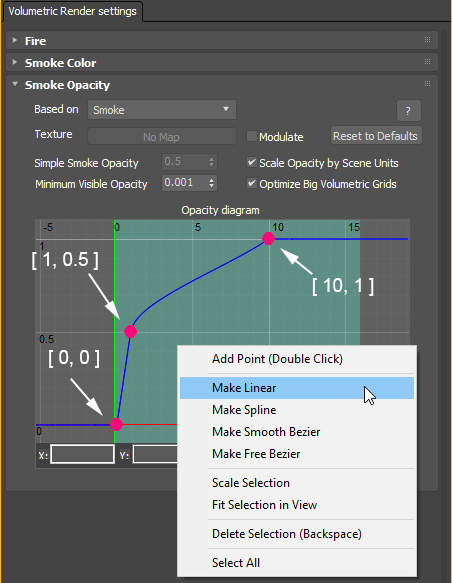 Volumetric Render settings
Fire
Smoke Color
Smoke Opacity
Based on Smoke ?
Texture No Map Modulate Reset to Defaults
Simple Smoke Opacity 0.5 Scale Opacity by Scene Units
Minimum Visible Opacity 0.001 Optimize Big Volumetric Grids
Opacity diagram
-5 0 5 10 15
1
[ 1, 0.5 ]
[ 10, 1 ]
0.5
[ 0, 0 ]
Add Point (Double Click)
Make Linear
Make Spline
0
Make Smooth Bezier
X: Y: Make Free Bezier
Scale Selection
Fit Selection in View
Delete Selection (Backspace)
Select All